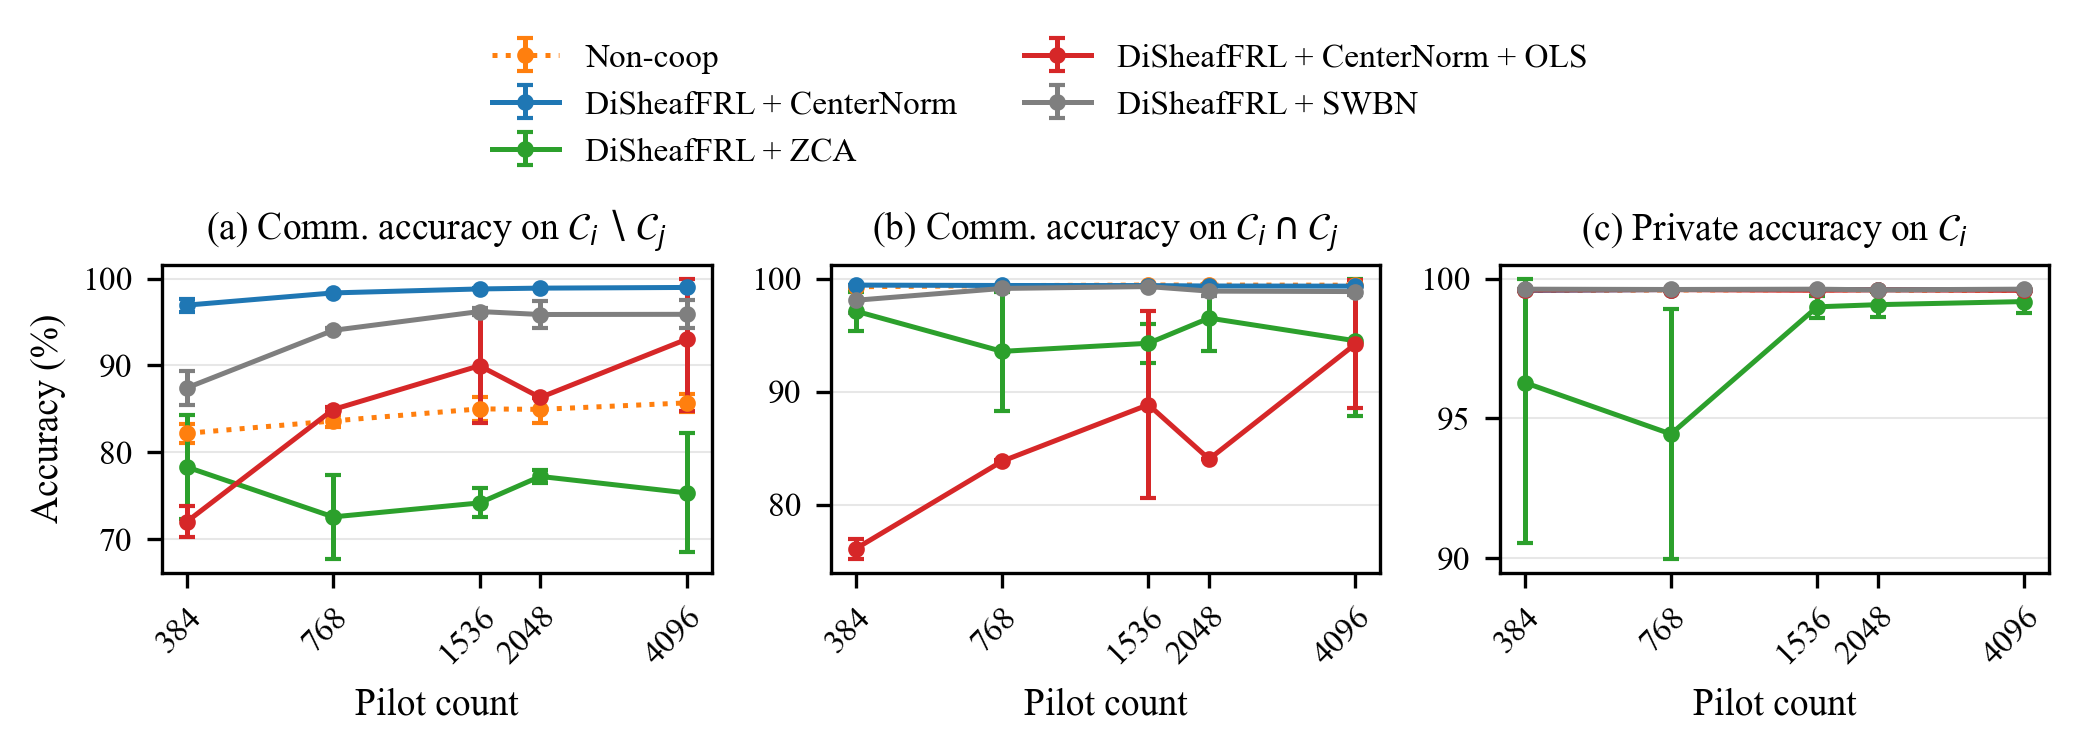 Non-coop
DiSheafFRL + CenterNorm
DiSheafFRL + ZCA
DiSheafFRL + CenterNorm + OLS
DiSheafFRL + SWBN
(a) Comm. accuracy on 𝒞i \ 𝒞j
(b) Comm. accuracy on 𝒞i ∩ 𝒞j
(c) Private accuracy on 𝒞i
Accuracy (%)
100
90
80
70
384
768
1536
2048
4096
Pilot count
100
90
80
384
768
1536
2048
4096
Pilot count
100
95
90
384
768
1536
2048
4096
Pilot count